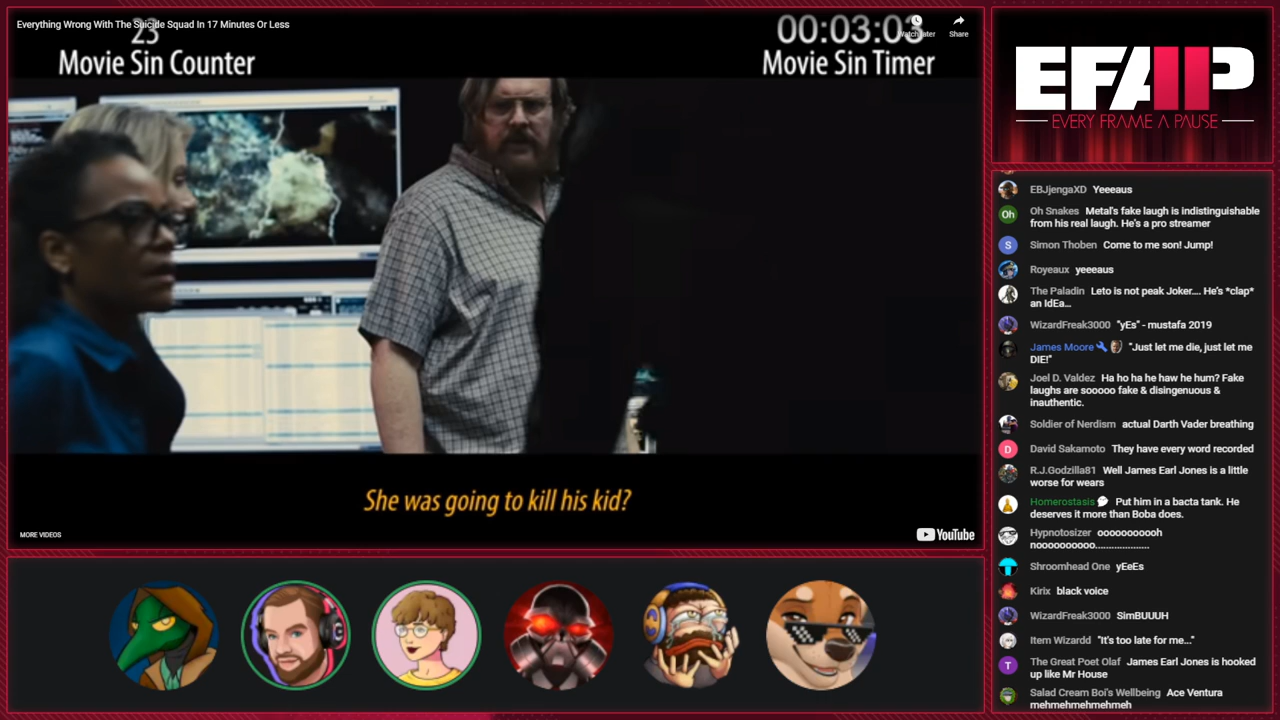 Everything Wrong With The Suicide Squad In 17 Minutes Or Less
23
Movie Sin Counter
00:03:03
Movie Sin Timer
Watch later
Share
She was going to kill his kid?
MORE VIDEOS
YouTube
EFAP
EVERY FRAME A PAUSE
EBJjengaXD Yeeeaus
Oh
Oh Snakes Metal's fake laugh is indistinguishable
from his real laugh. He's a pro streamer
S
Simon Thoben Come to me son! Jump!
Royeaux yeeeaus
The Paladin Leto is not peak Joker.... He's *clap*
an IdEa...
WizardFreak3000 "yEs" - mustafa 2019
James Moore "Just let me die, just let me
DIE!"
Joel D. Valdez Ha ho ha he haw he hum? Fake
laughs are sooooo fake & disingenuous &
inauthentic.
Soldier of Nerdism actual Darth Vader breathing
D
David Sakamoto They have every word recorded
R.J.Godzilla81 Well James Earl Jones is a little
worse for wears
Homerostasis Put him in a bacta tank. He
deserves it more than Boba does.
Hypnotosizer ooooooooooh
noooooooooo....................
Shroomhead One yEeEs
Kirix black voice
WizardFreak3000 SimBUUUH
Item Wizardd "It's too late for me..."
T
The Great Poet Olaf James Earl Jones is hooked
up like Mr House
Salad Cream Boi's Wellbeing Ace Ventura
mehmehmehmehmeh